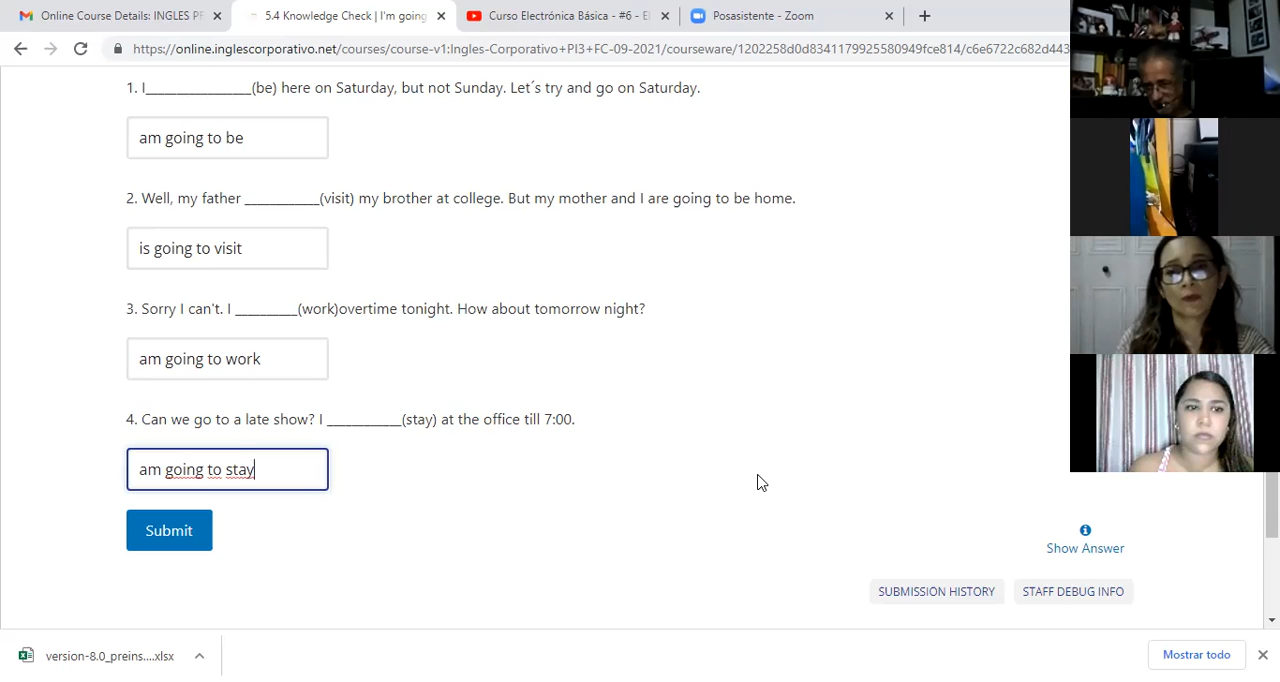 Online Course Details: INGLES PR
5.4 Knowledge Check | I'm going
Curso Electrónica Básica - #6 - El
Posasistente - Zoom
https://online.inglescorporativo.net/courses/course-v1:Ingles-Corporativo+PI3+FC-09-2021/courseware/1202258d0d8341179925580949fce814/c6e6722c682d443
1. I________________(be) here on Saturday, but not Sunday. Let´s try and go on Saturday.
am going to be
2. Well, my father ___________(visit) my brother at college. But my mother and I are going to be home.
is going to visit
3. Sorry I can't. I _________(work)overtime tonight. How about tomorrow night?
am going to work
4. Can we go to a late show? I ___________(stay) at the office till 7:00.
am going to stay
Submit
Show Answer
SUBMISSION HISTORY
STAFF DEBUG INFO
version-8.0_preins....xlsx
Mostrar todo